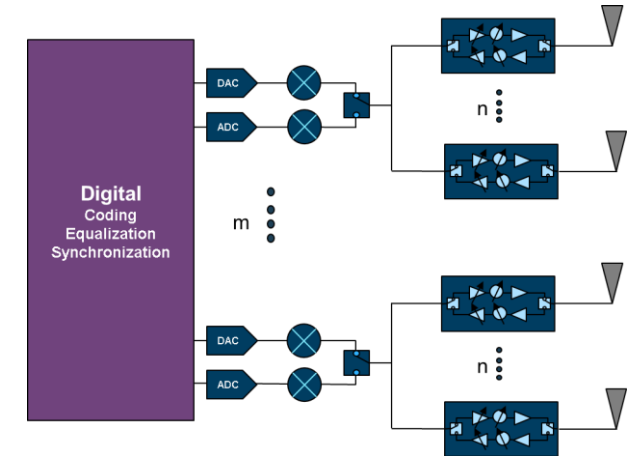 Digital
Coding
Equalization
Synchronization
DAC
ADC
n
m
DAC
ADC
n